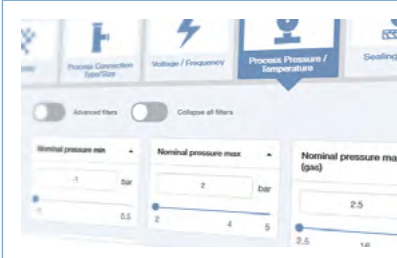 Process Connection
Type/Size
Voltage / Frequency
Process Pressure /
Temperature
Sealing
Advanced filters
Collapse all filters
Nominal pressure min
Nominal pressure max
Nominal pressure ma
(gas)
-1
bar
2
bar
2.5
-1
0.5
2
4
5
2.5
16